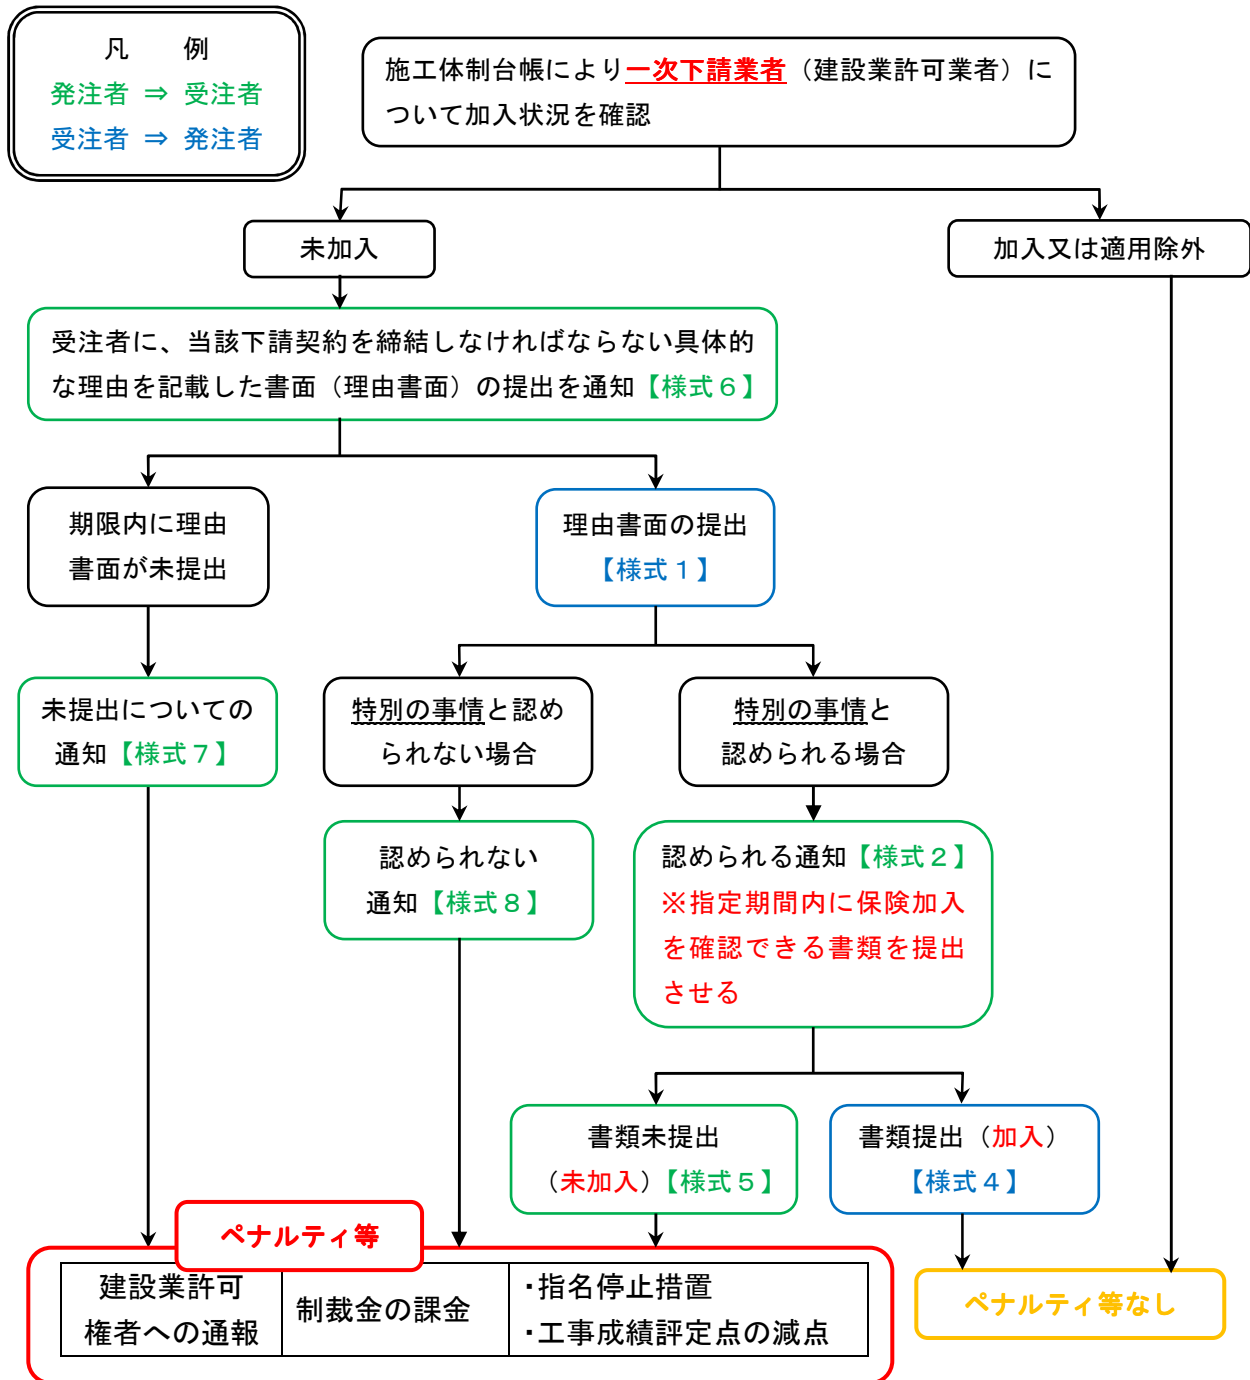 凡　例
発注者 ⇒ 受注者
受注者 ⇒ 発注者
施工体制台帳により一次下請業者（建設業許可業者）に
ついて加入状況を確認
未加入
加入又は適用除外
受注者に、当該下請契約を締結しなければならない具体的
な理由を記載した書面（理由書面）の提出を通知【様式６】
期限内に理由
書面が未提出
理由書面の提出
【様式１】
未提出についての
通知【様式７】
特別の事情と認め
られない場合
特別の事情と
認められる場合
認められない
通知【様式８】
認められる通知【様式２】
※指定期間内に保険加入
を確認できる書類を提出
させる
書類未提出
（未加入）【様式５】
書類提出（加入）
【様式４】
ペナルティ等
建設業許可
権者への通報
制裁金の課金
・指名停止措置
・工事成績評定点の減点
ペナルティ等なし